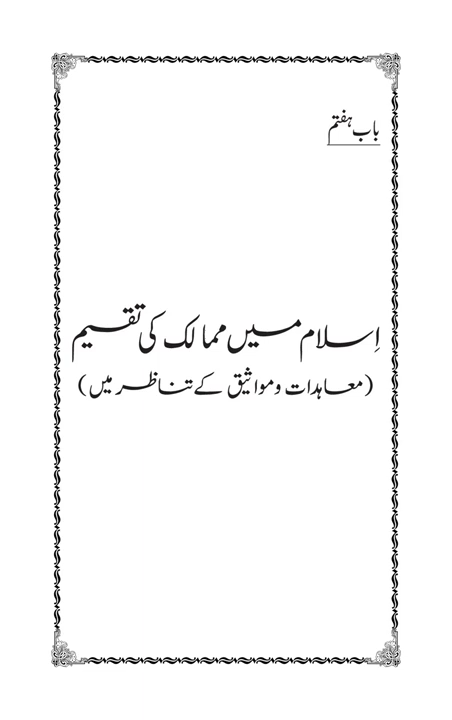 باب ہفتم
اِسلام میں ممالک کی تقسیم
(معاہدات و مواثیق کے تناظر میں)